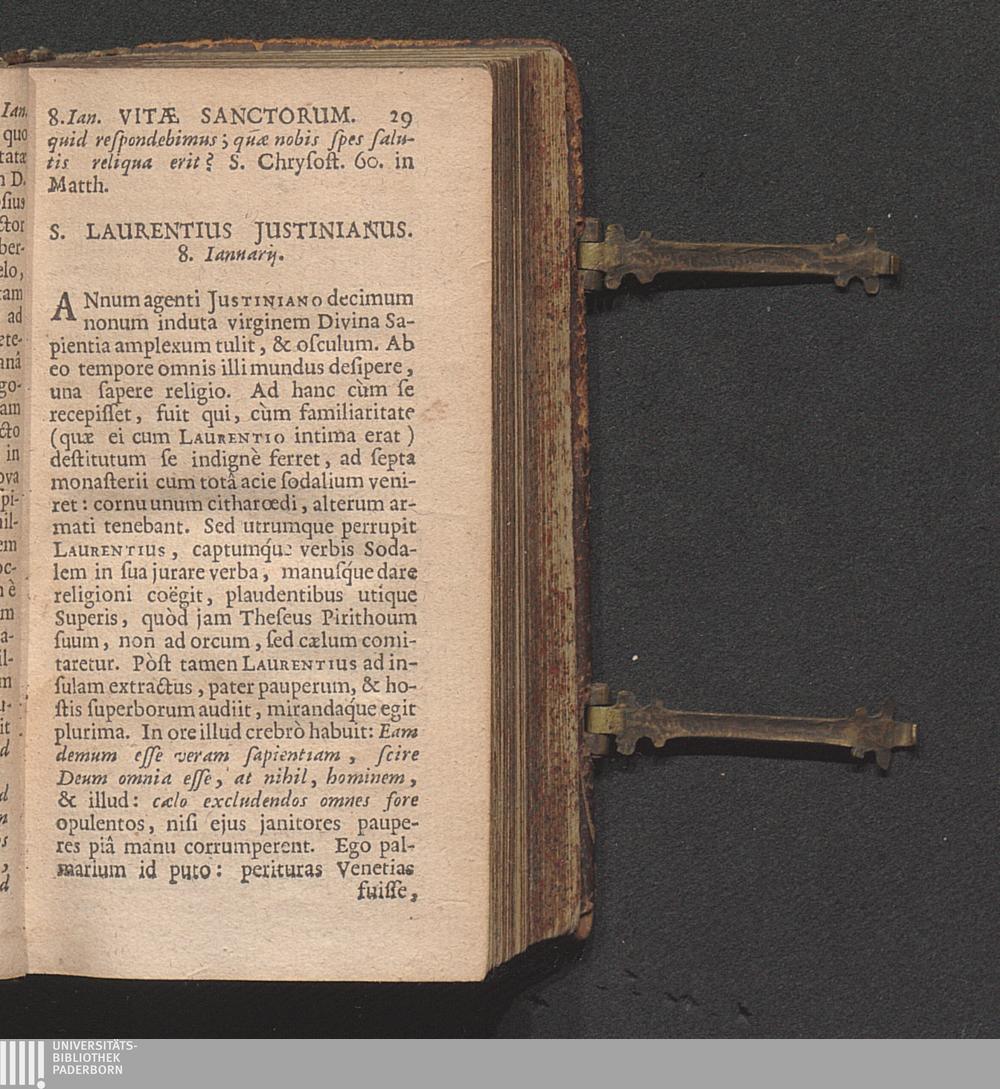 8. Ian. VITÆ SANCTORUM. 29
quid reſpondebimus; quæ nobis ſpes ſalu-
tis reliqua erit? S. Chryſoſt. 60. in
Matth.
S. LAURENTIUS JUSTINIANUS.
8. Iannarij.
ANnum agenti JUSTINIANO decimum
nonum induta virginem Divina Sa-
pientia amplexum tulit, & oſculum. Ab
eo tempore omnis illi mundus deſipere,
una ſapere religio. Ad hanc cùm ſe
recepiſſet, fuit qui, cùm familiaritate
(quæ ei cum LAURENTIO intima erat)
deſtitutum ſe indignè ferret, ad ſepta
monaſterii cum totâ acie ſodalium veni-
ret: cornu unum citharœdi, alterum ar-
mati tenebant. Sed utrumque perrupit
LAURENTIUS, captumq́ue verbis Soda-
lem in ſua jurare verba, manuſq́ue dare
religioni coëgit, plaudentibus utique
Superis, quòd jam Theſeus Pirithoum
ſuum, non ad orcum, ſed cælum comi-
taretur. Pòſt tamen LAURENTIUS ad in-
ſulam extractus, pater pauperum, & ho-
ſtis ſuperborum audiit, mirandaq́ue egit
plurima. In ore illud crebrò habuit: Eam
demum eſſe veram ſapientiam, ſcire
Deum omnia eſſe, at nihil, hominem,
& illud: cælo excludendos omnes fore
opulentos, niſi ejus janitores paupe-
res piâ manu corrumperent. Ego pal-
marium id puto: perituras Venetias
fuiſſe,
UNIVERSITÄTS-
BIBLIOTHEK
PADERBORN